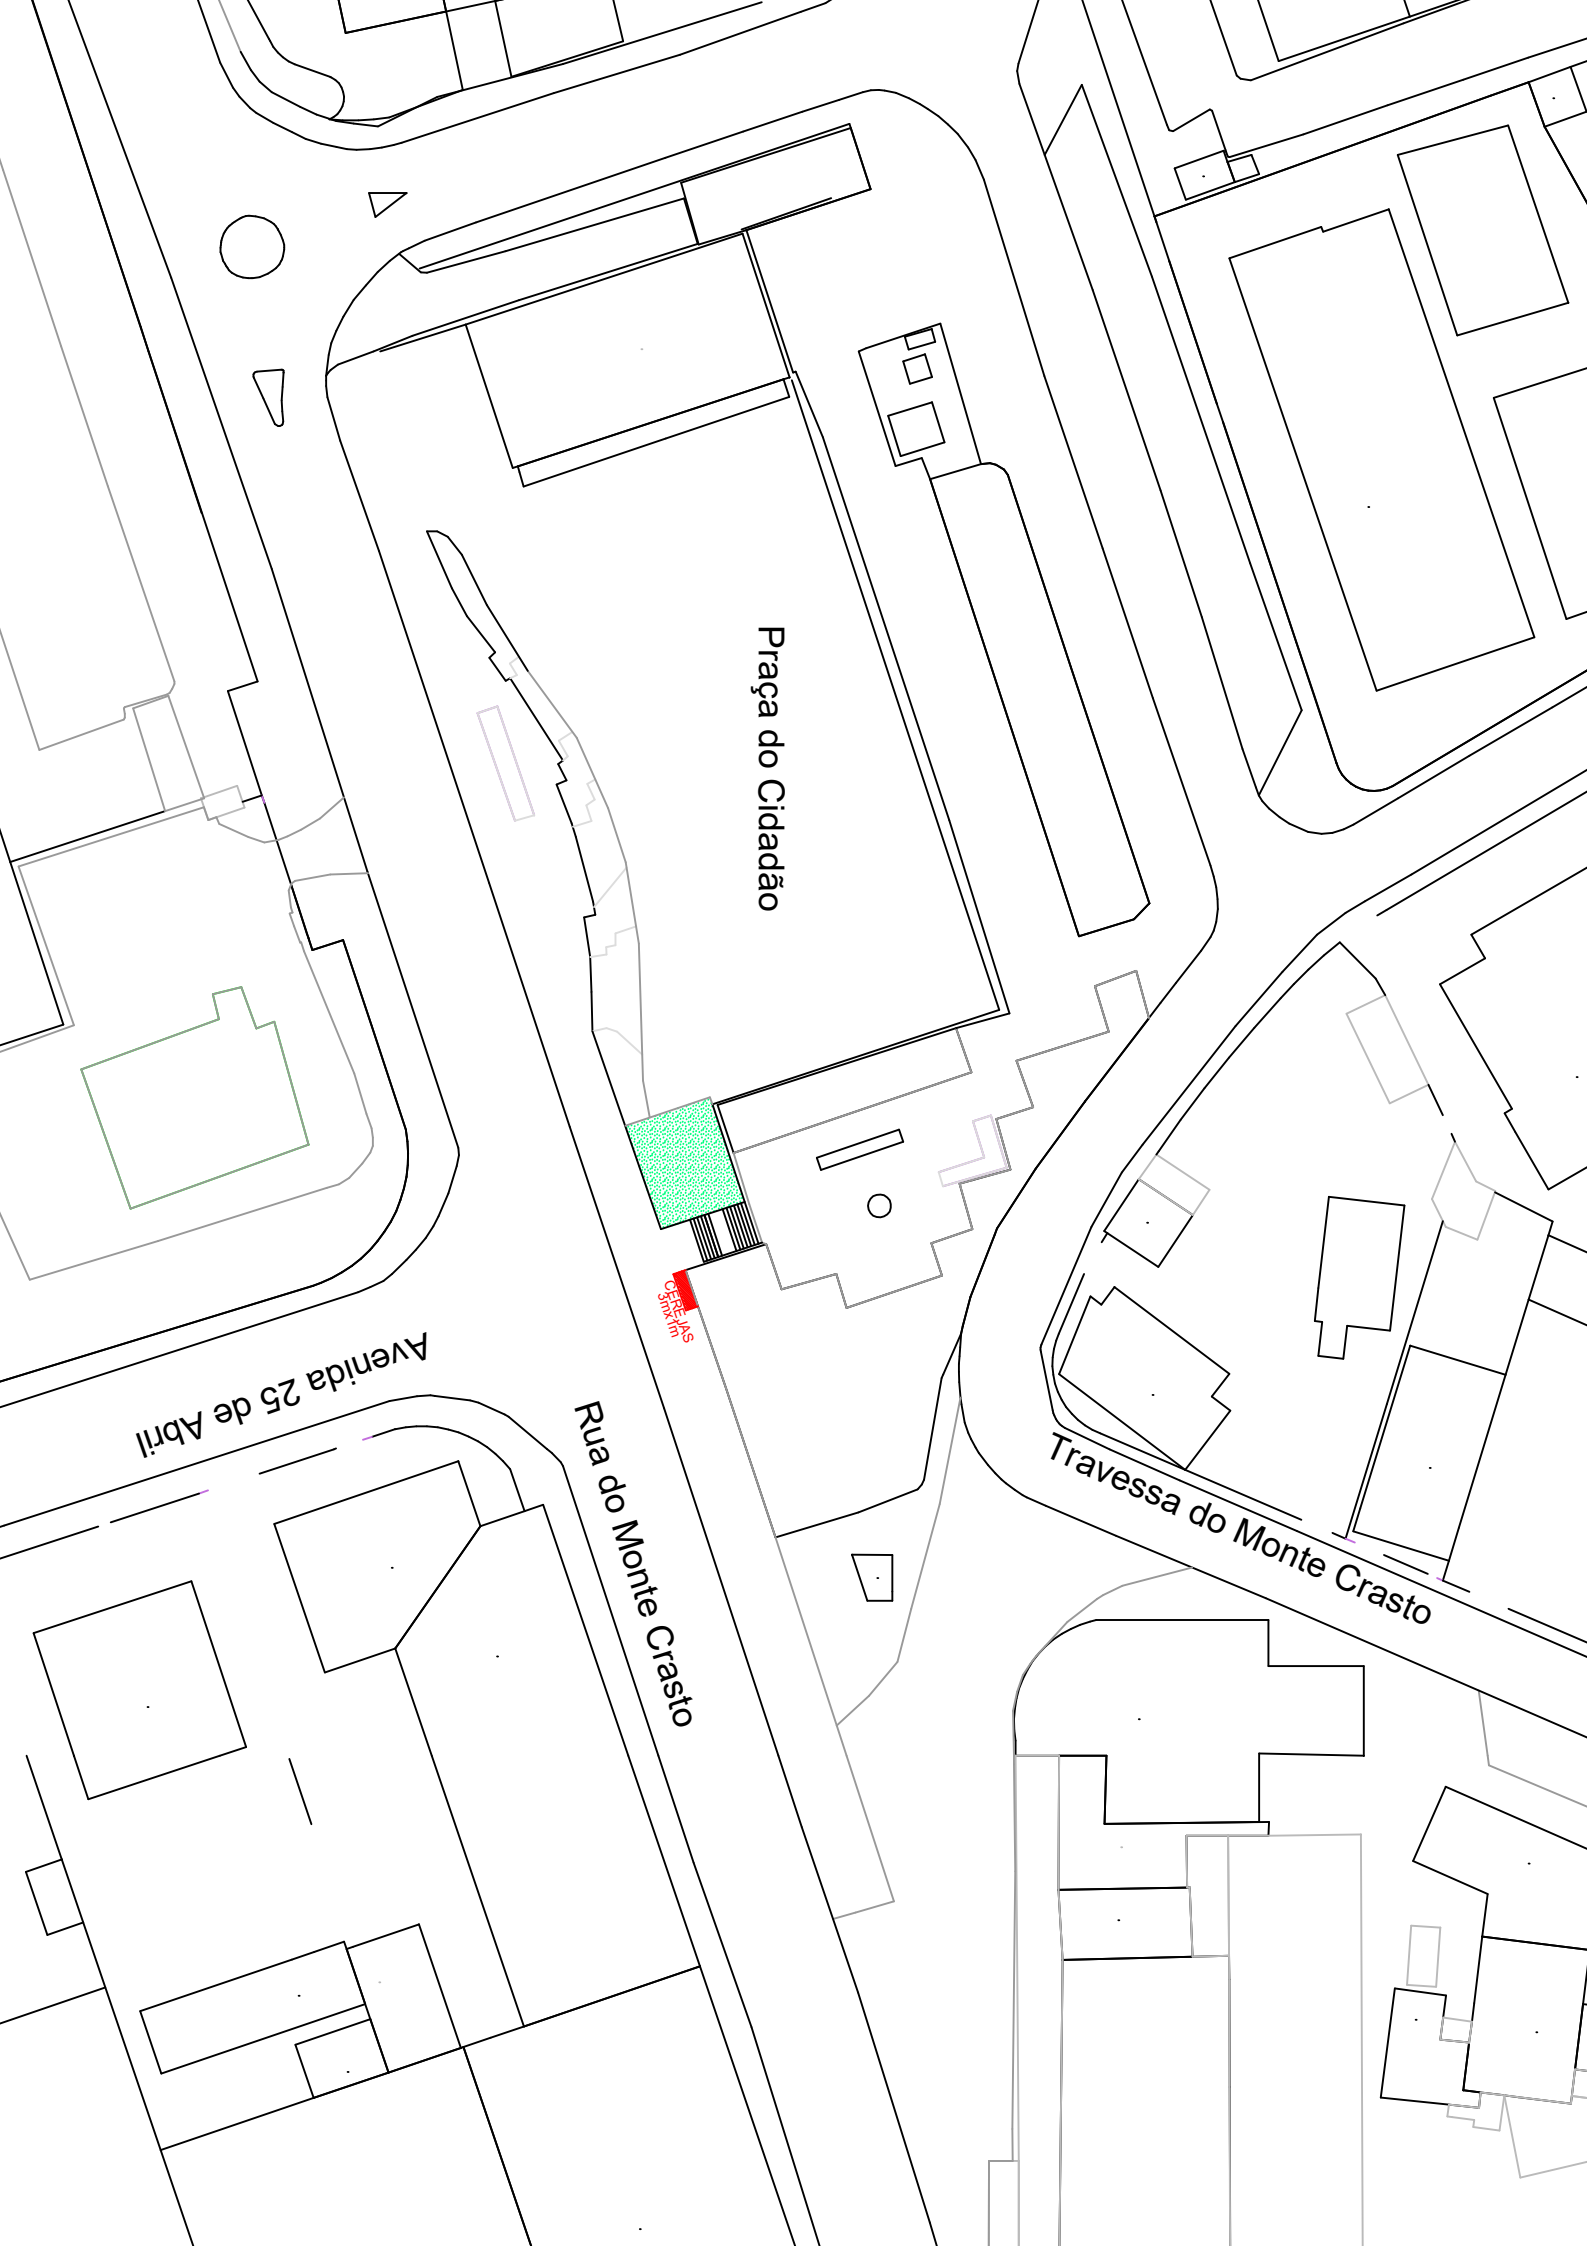 Praça do Cidadão
CEREJAS
3mx1m
Avenida 25 de Abril
Rua do Monte Crasto
Travessa do Monte Crasto